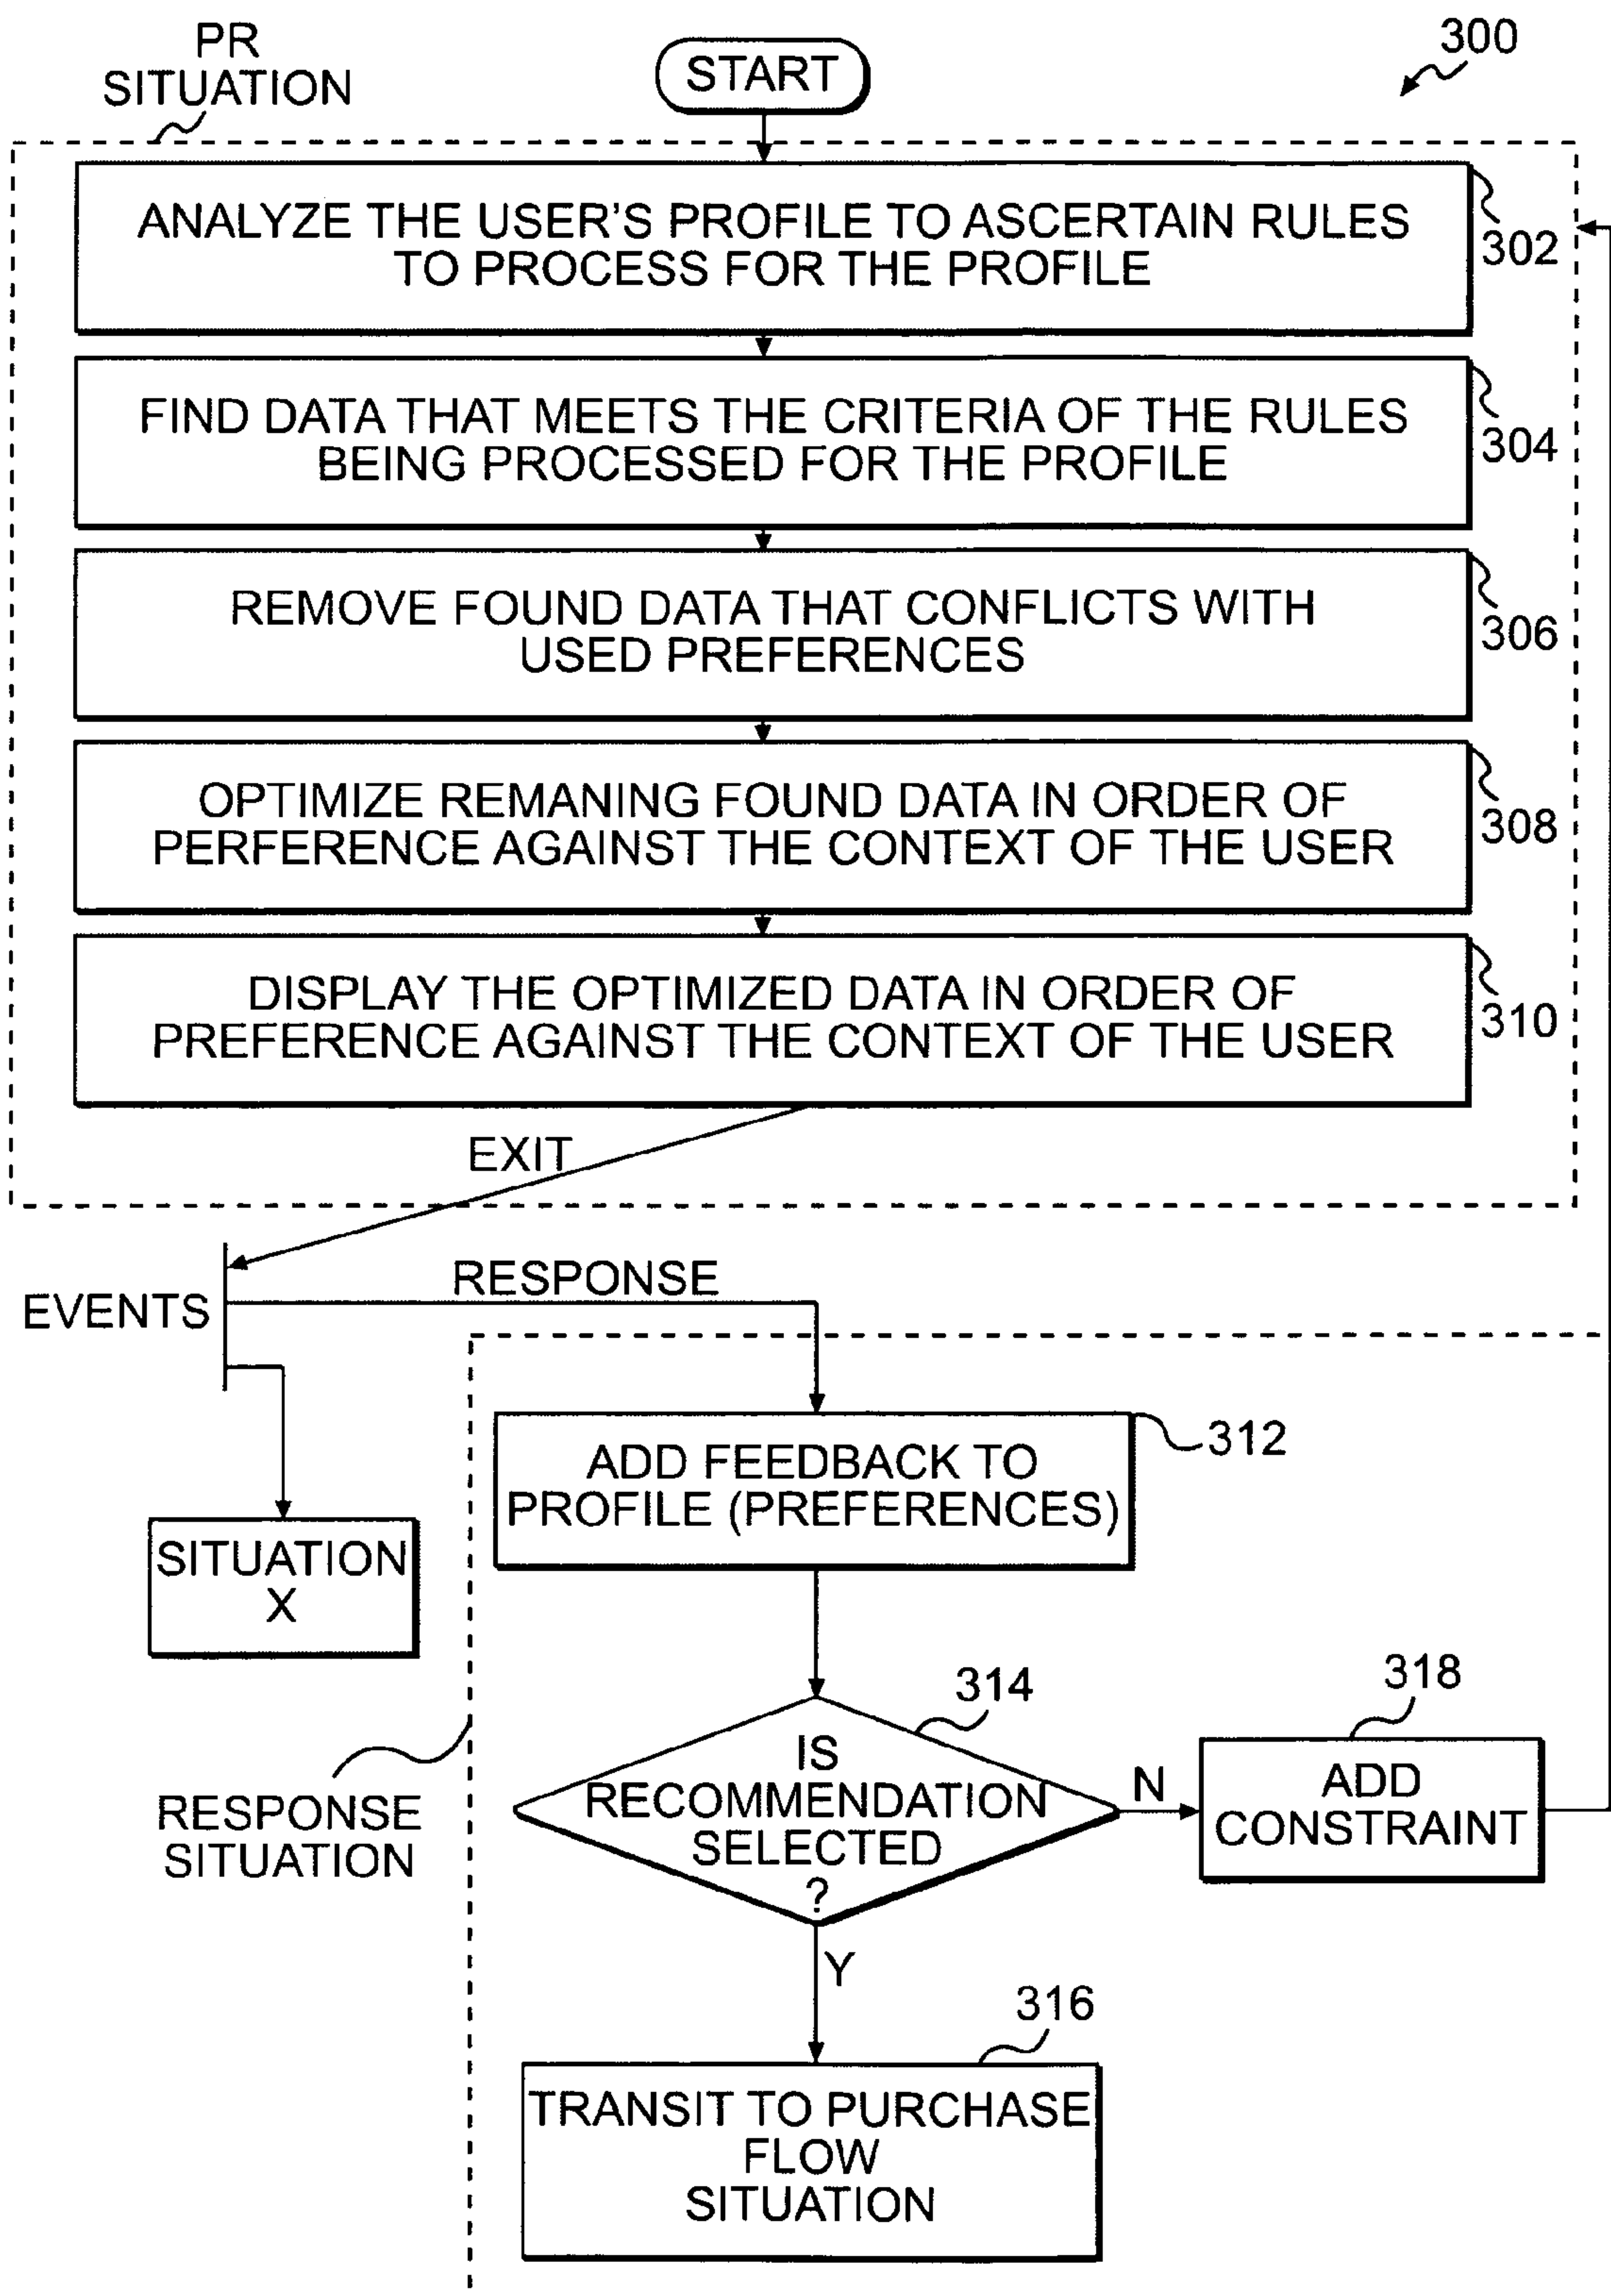 PR
SITUATION
START
300
ANALYZE THE USER'S PROFILE TO ASCERTAIN RULES
TO PROCESS FOR THE PROFILE
302
FIND DATA THAT MEETS THE CRITERIA OF THE RULES
BEING PROCESSED FOR THE PROFILE
304
REMOVE FOUND DATA THAT CONFLICTS WITH
USED PREFERENCES
306
OPTIMIZE REMANING FOUND DATA IN ORDER OF
PERFERENCE AGAINST THE CONTEXT OF THE USER
308
DISPLAY THE OPTIMIZED DATA IN ORDER OF
PREFERENCE AGAINST THE CONTEXT OF THE USER
310
EXIT
EVENTS
RESPONSE
ADD FEEDBACK TO
PROFILE (PREFERENCES)
312
SITUATION
X
314
IS
RECOMMENDATION
SELECTED
?
N
318
ADD
CONSTRAINT
RESPONSE
SITUATION
Y
316
TRANSIT TO PURCHASE
FLOW
SITUATION